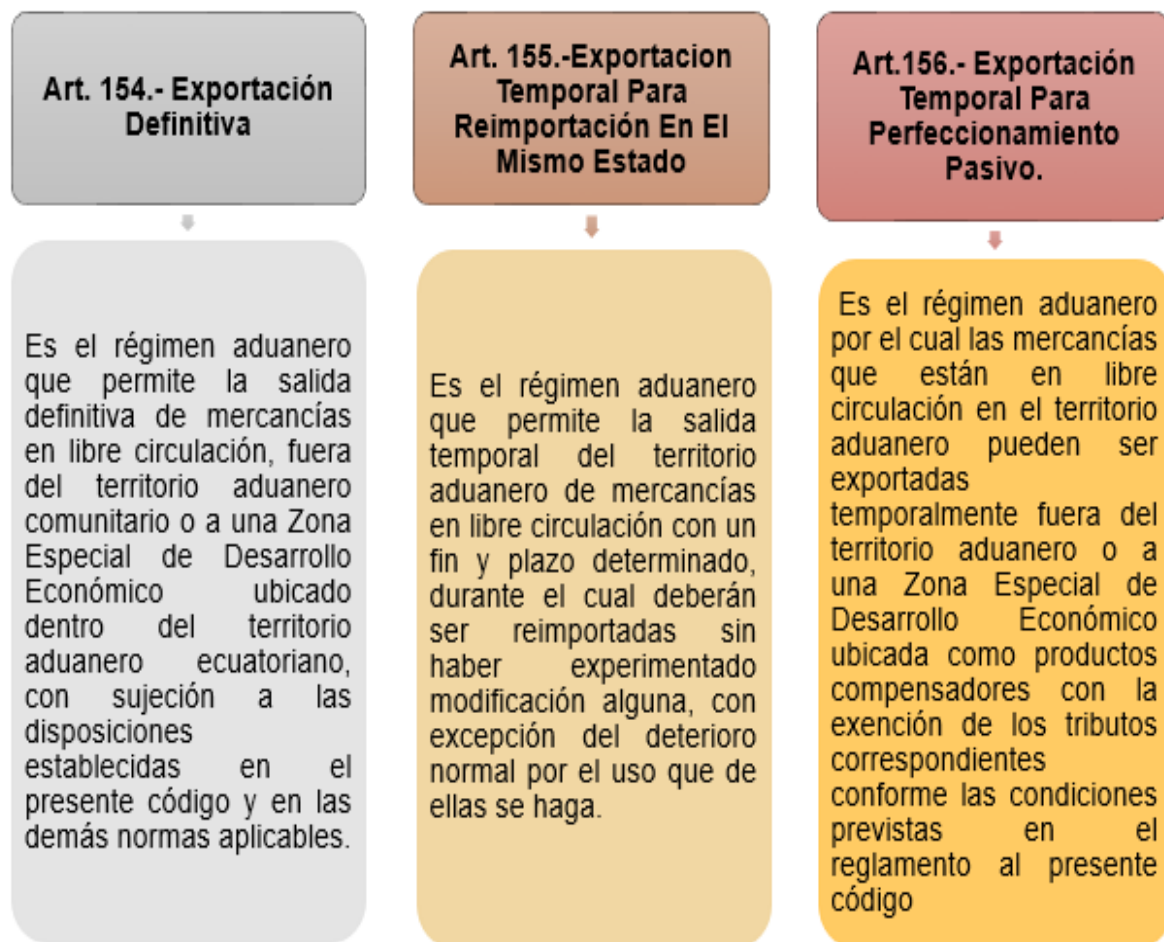 Art. 154.- Exportación
Definitiva
Es el régimen aduanero
que permite la salida
definitiva de mercancías
en libre circulación, fuera
del territorio aduanero
comunitario o a una Zona
Especial de Desarrollo
Económico ubicado
dentro del territorio
aduanero ecuatoriano,
con sujeción a las
disposiciones
establecidas en el
presente código y en las
demás normas aplicables.
Art. 155.-Exportacion
Temporal Para
Reimportación En El
Mismo Estado
Es el régimen aduanero
que permite la salida
temporal del territorio
aduanero de mercancías
en libre circulación con un
fin y plazo determinado,
durante el cual deberán
ser reimportadas sin
haber experimentado
modificación alguna, con
excepción del deterioro
normal por el uso que de
ellas se haga.
Art.156.- Exportación
Temporal Para
Perfeccionamiento
Pasivo.
Es el régimen aduanero
por el cual las mercancías
que están en libre
circulación en el territorio
aduanero pueden ser
exportadas
temporalmente fuera del
territorio aduanero o a
una Zona Especial de
Desarrollo Económico
ubicada como productos
compensadores con la
exención de los tributos
correspondientes
conforme las condiciones
previstas en el
reglamento al presente
código